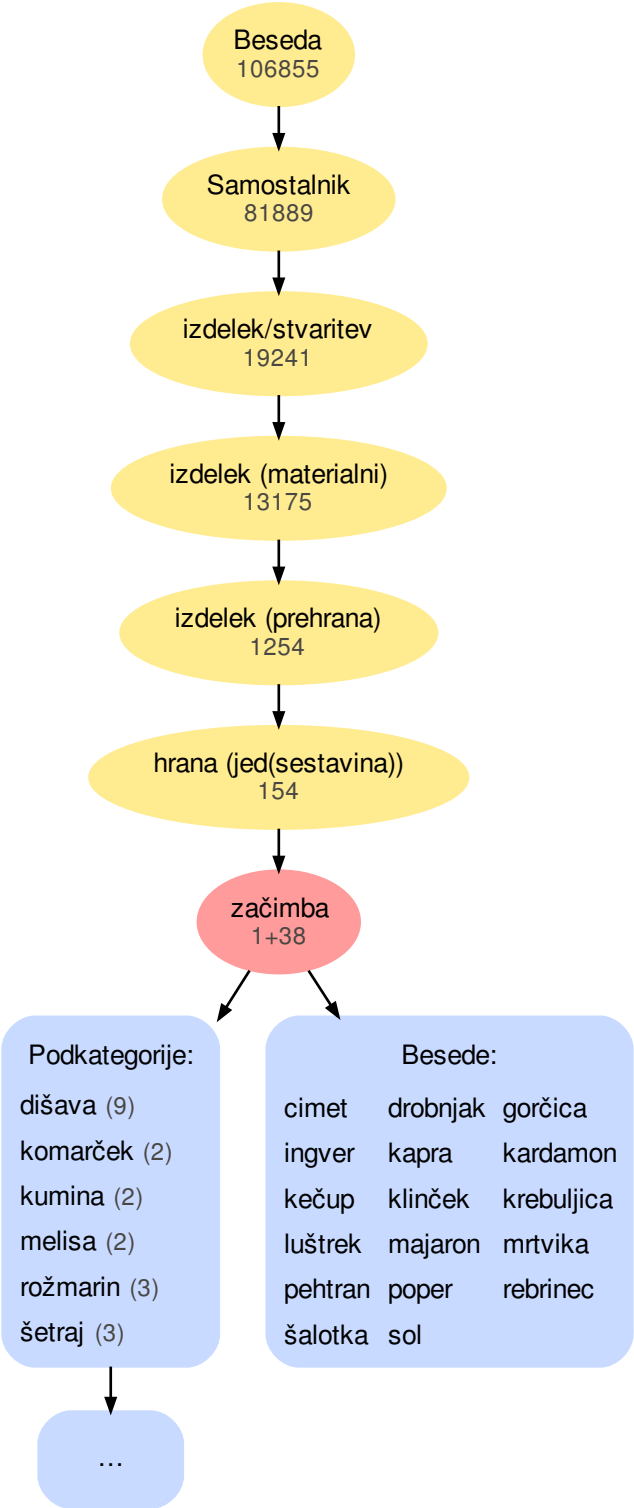 Beseda
106855
Samostalnik
81889
izdelek/stvaritev
19241
izdelek (materialni)
13175
izdelek (prehrana)
1254
hrana (jed(sestavina))
154
začimba
1+38
Podkategorije:
dišava (9)
komarček (2)
kumina (2)
melisa (2)
rožmarin (3)
šetraj (3)
…
Besede:
cimet drobnjak gorčica
ingver kapra kardamon
kečup klinček krebuljica
luštrek majaron mrtvika
pehtran poper rebrinec
šalotka sol